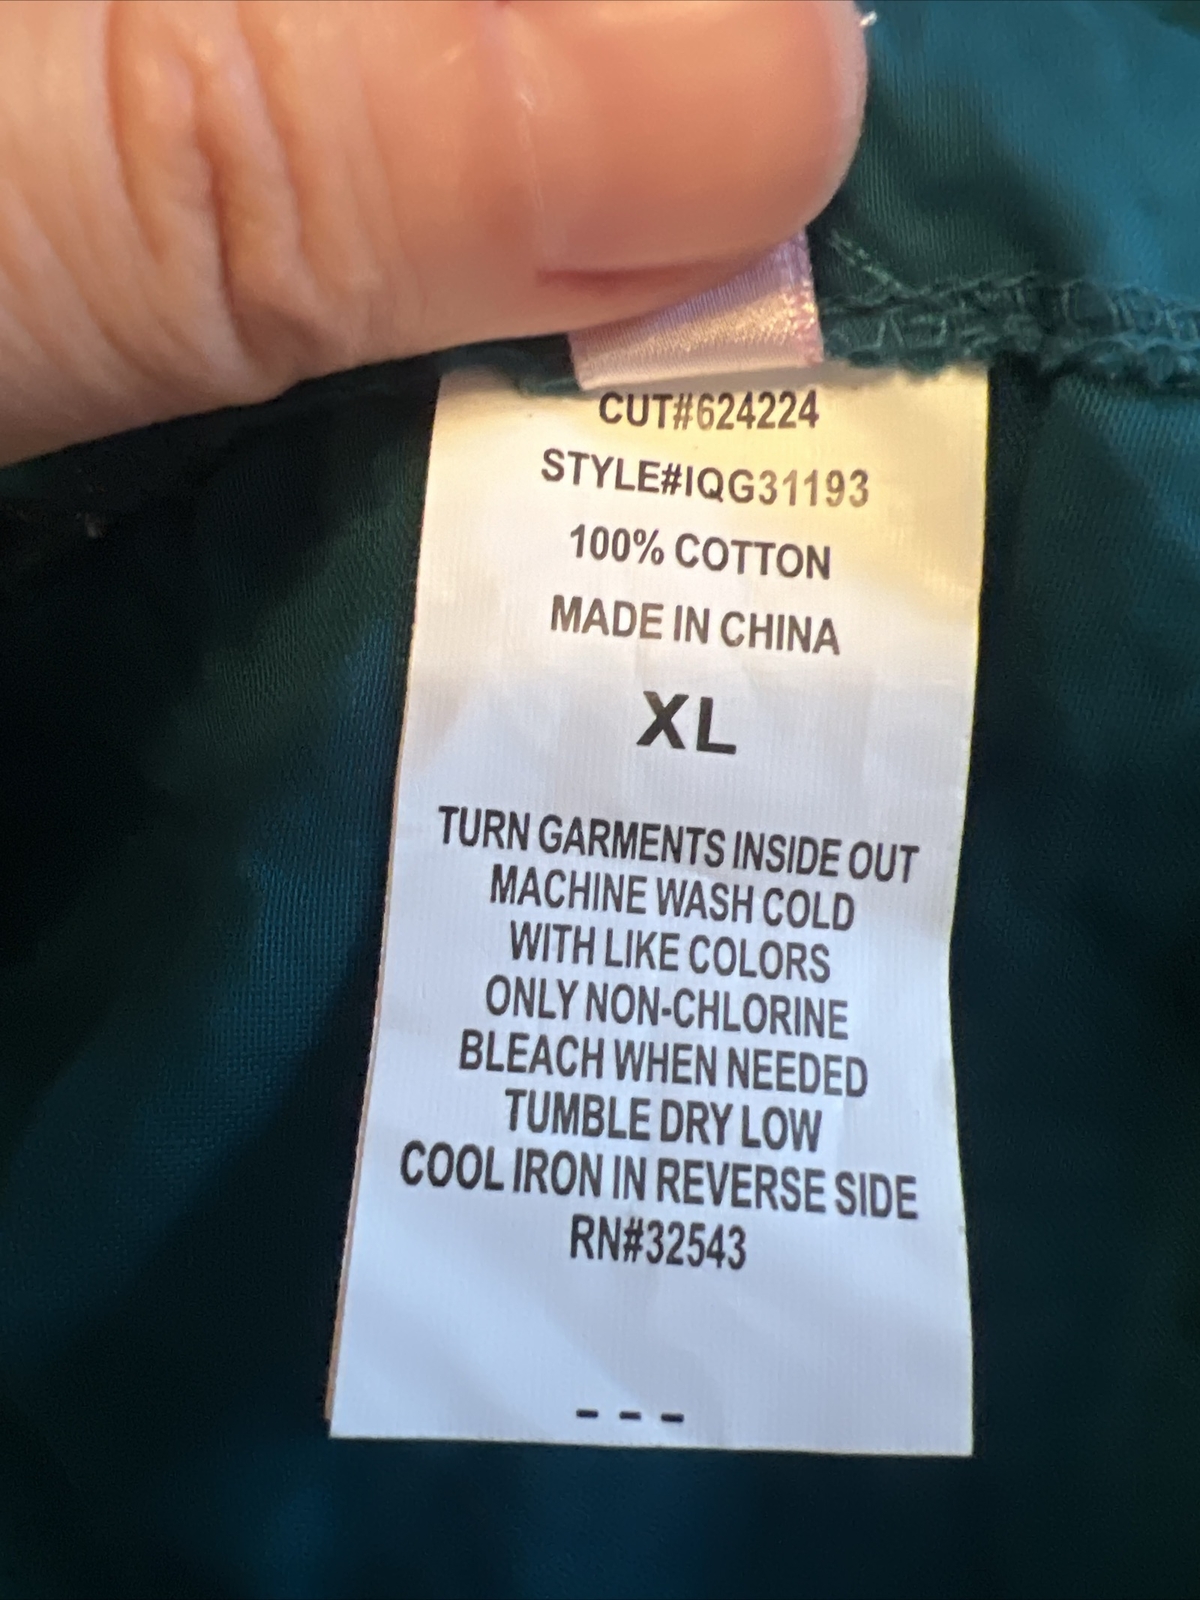 CUT#624224
STYLE#IQG31193
100% COTTON
MADE IN CHINA
XL
TURN GARMENTS INSIDE OUT
MACHINE WASH COLD
WITH LIKE COLORS
ONLY NON-CHLORINE
BLEACH WHEN NEEDED
TUMBLE DRY LOW
COOL IRON IN REVERSE SIDE
RN#32543
- - -